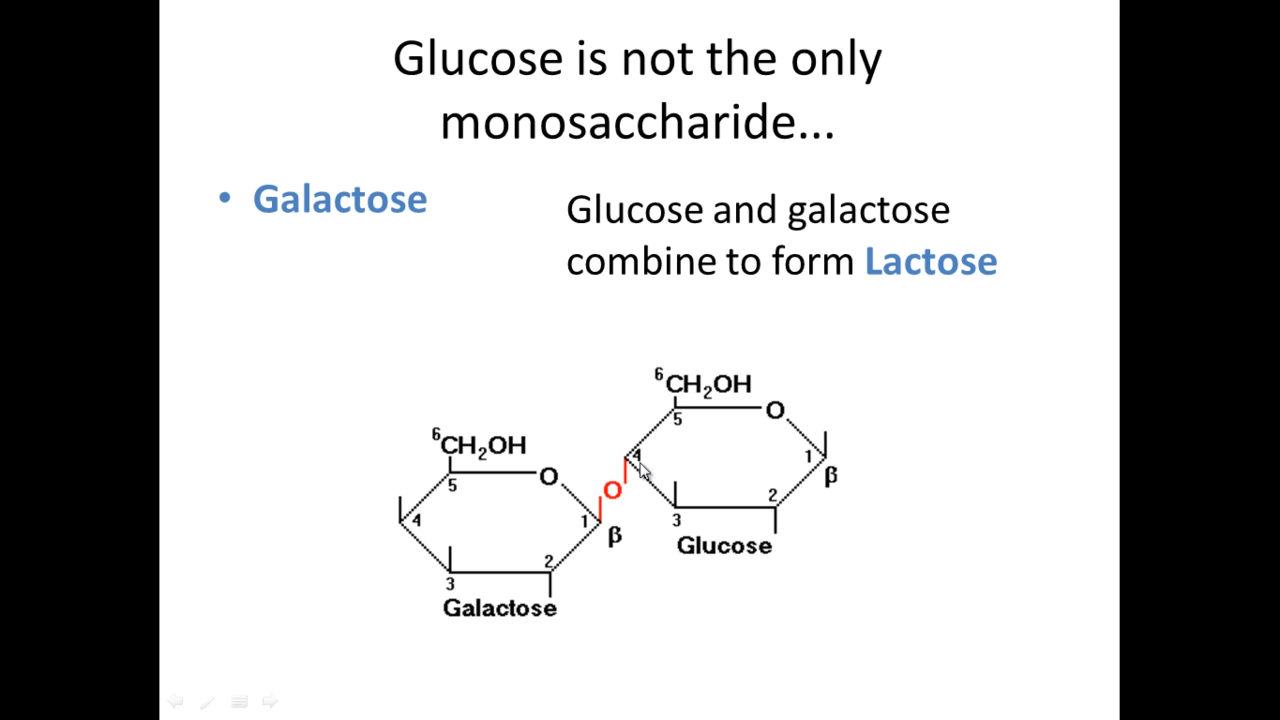 Glucose is not the only
monosaccharide...
• Galactose
Glucose and galactose
combine to form Lactose
6CH2OH
5
O
4
1
β
3
2
Galactose
O
6CH2OH
5
O
4
1
β
3
2
Glucose